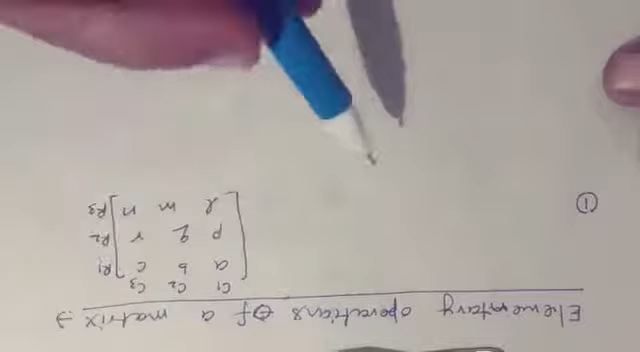 Elementary operations of a matrix →
C1 C2 C3
a b c R1
p q r R2
l m n R3
①